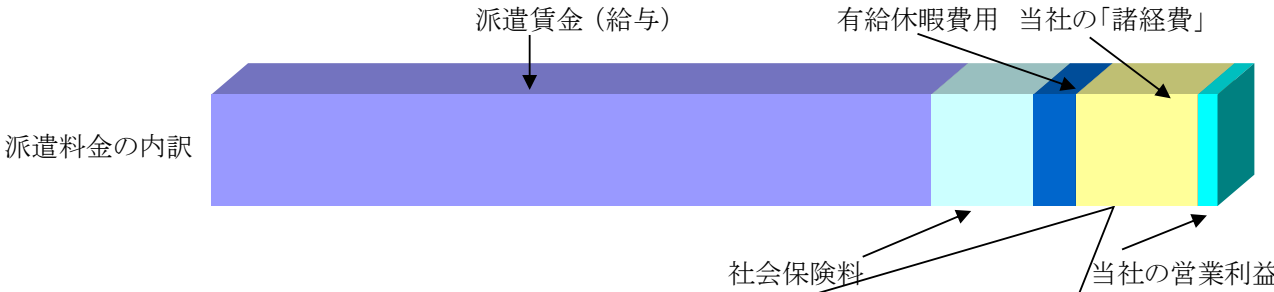 派遣賃金（給与）
有給休暇費用
当社の「諸経費」
派遣料金の内訳
社会保険料
当社の営業利益